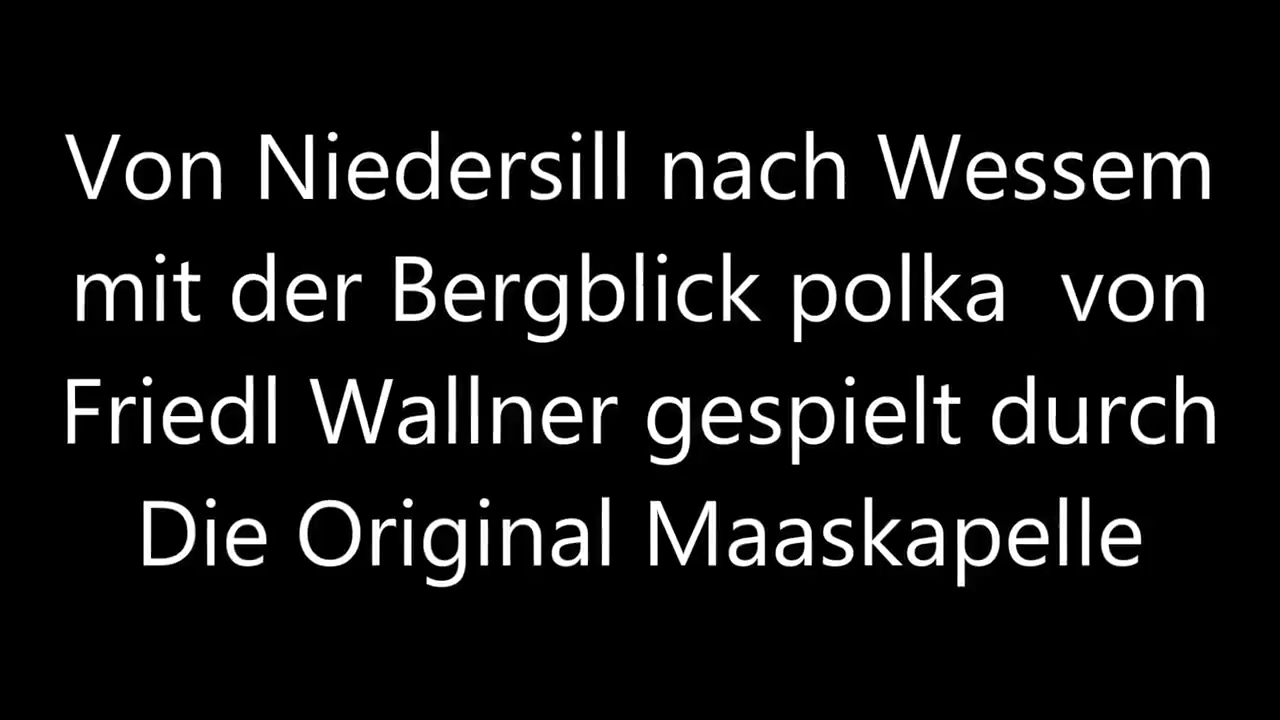 Von Niedersill nach Wessem
mit der Bergblick polka  von
Friedl Wallner gespielt durch
Die Original Maaskapelle